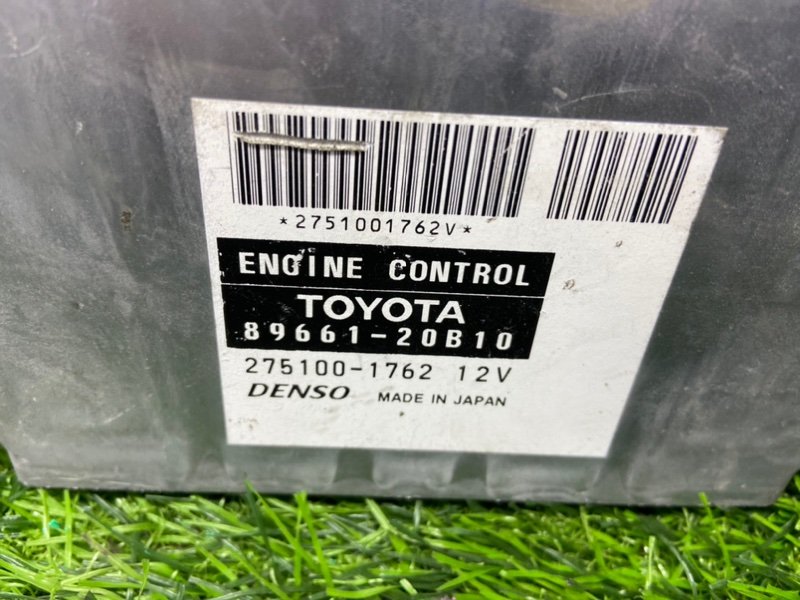 *2751001762V*
ENGINE CONTROL
TOYOTA
89661-20B10
275100-1762 12V
DENSO MADE IN JAPAN